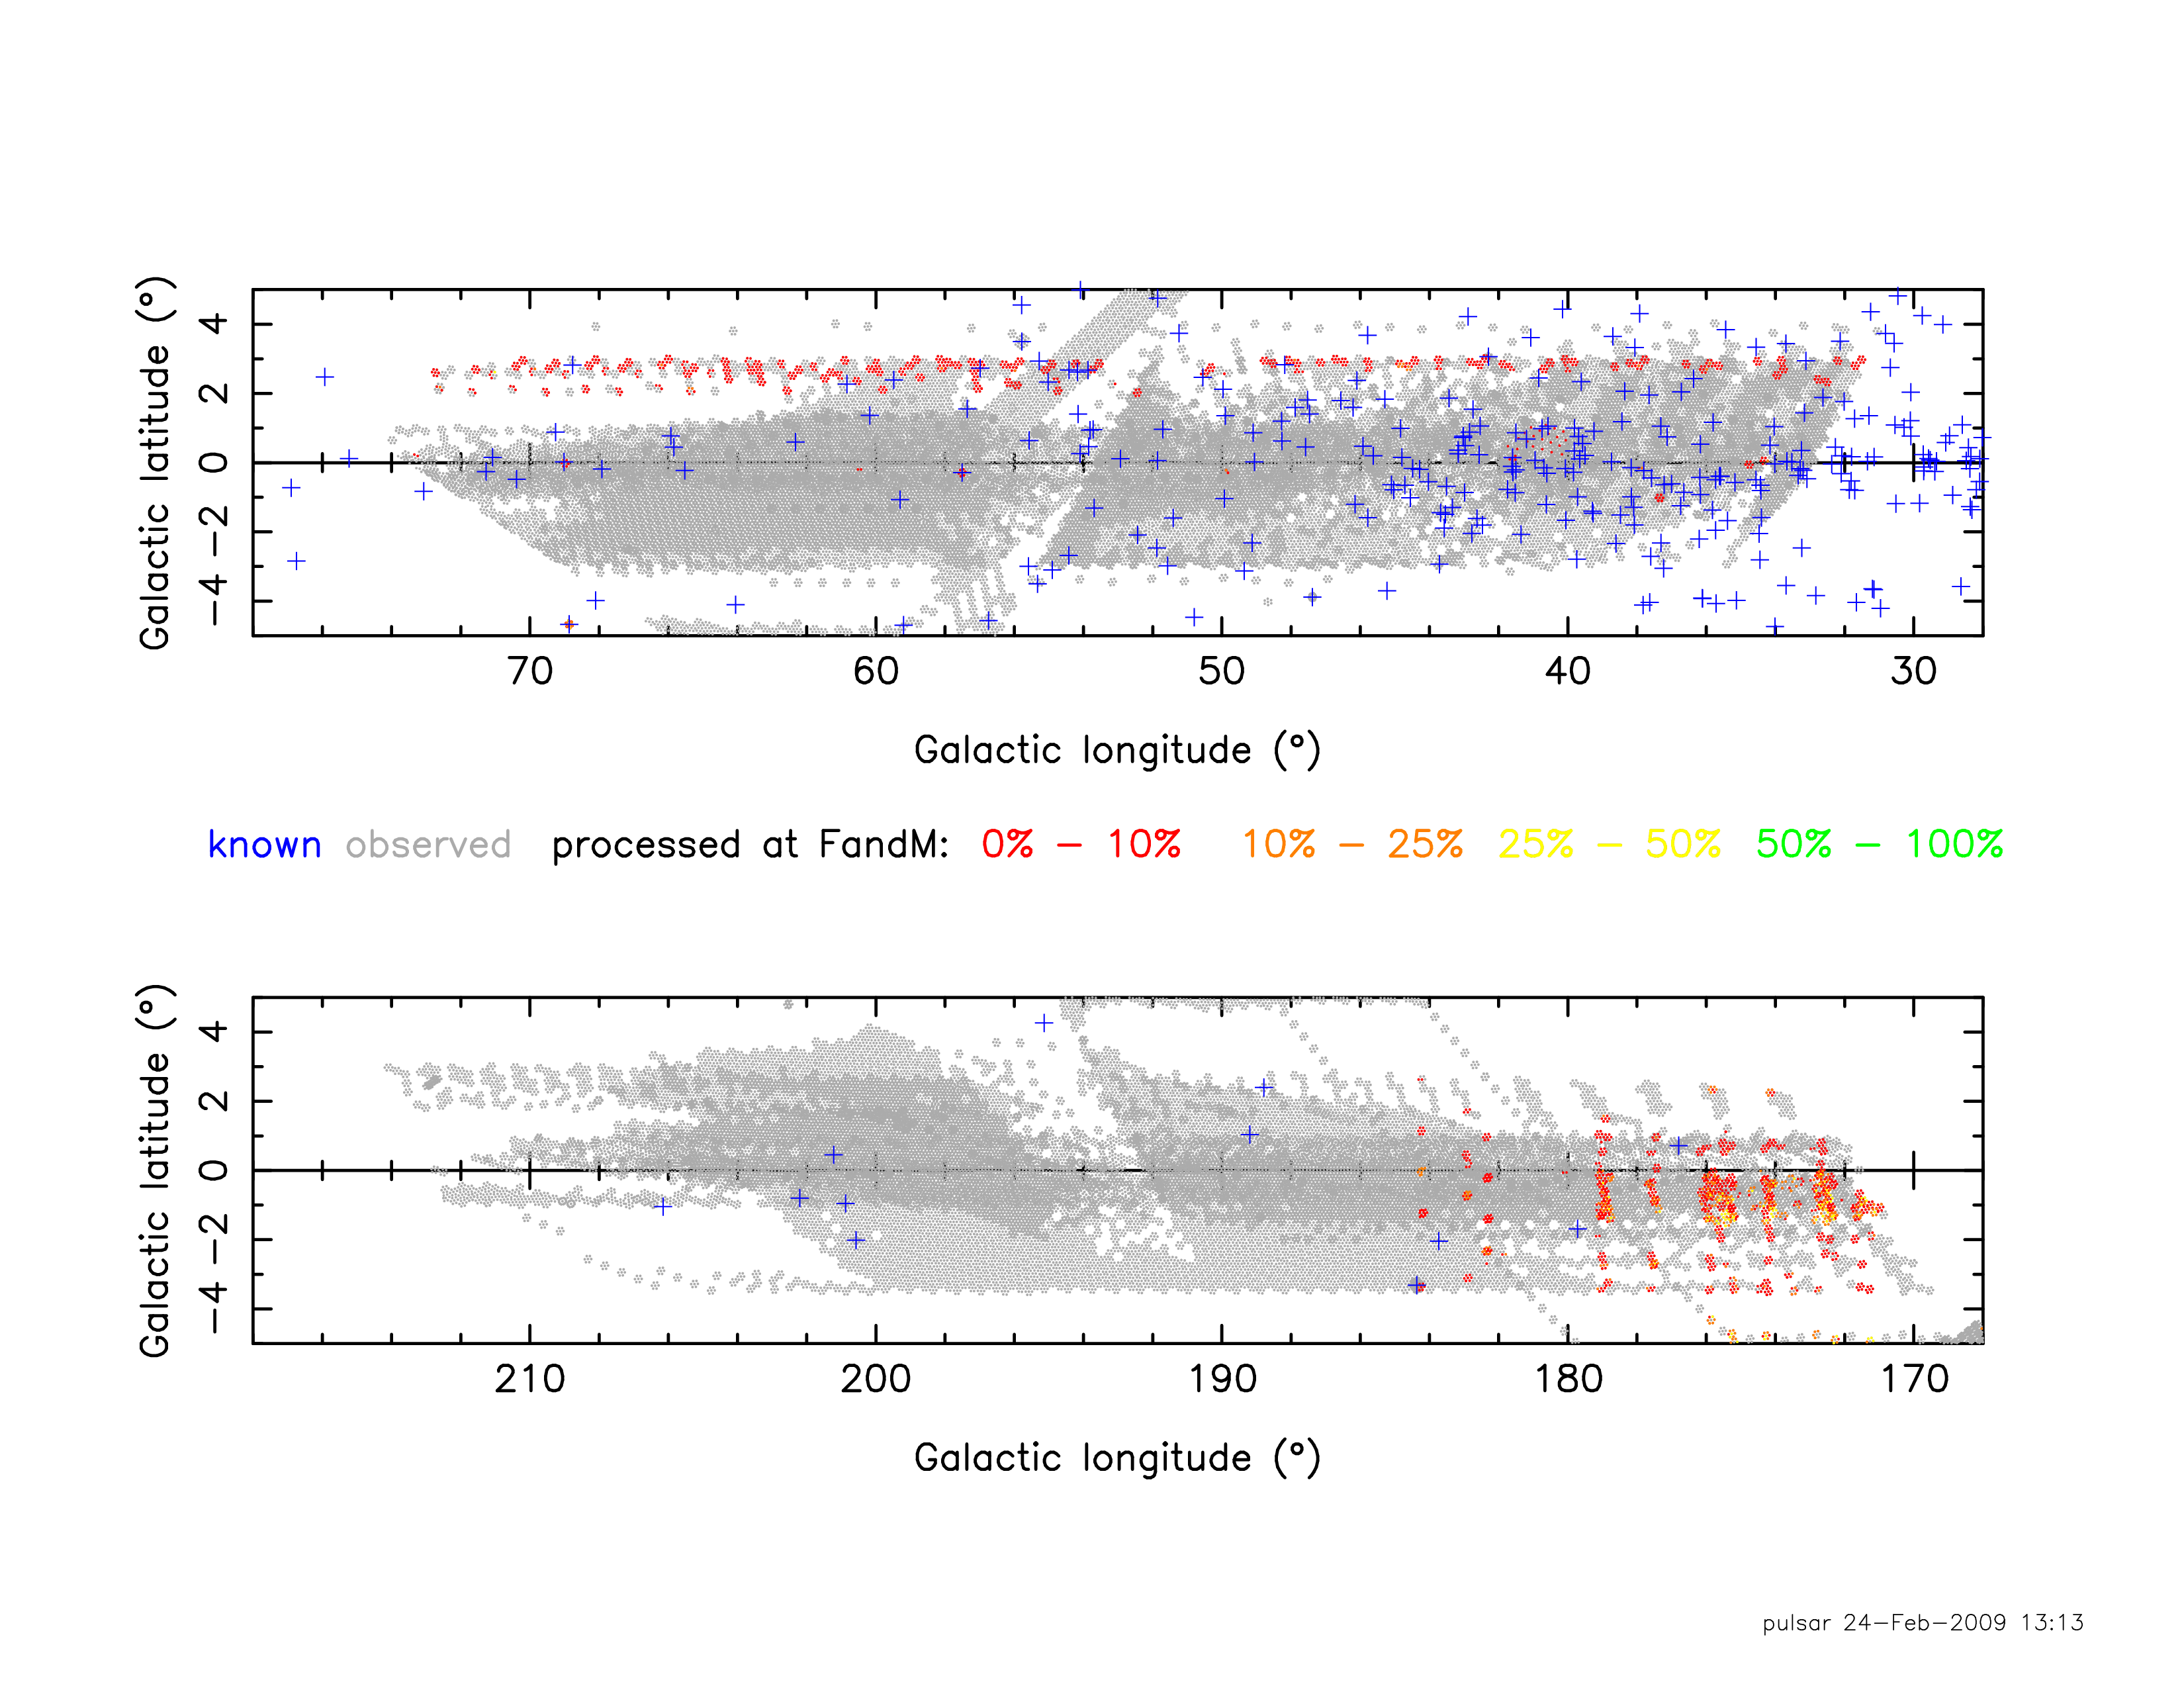 Galactic latitude (°)
4
2
0
−2
−4
70 60 50 40 30
Galactic longitude (°)
known observed processed at FandM: 0% − 10% 10% − 25% 25% − 50% 50% − 100%
Galactic latitude (°)
4
2
0
−2
−4
210 200 190 180 170
Galactic longitude (°)
pulsar 24−Feb−2009 13:13